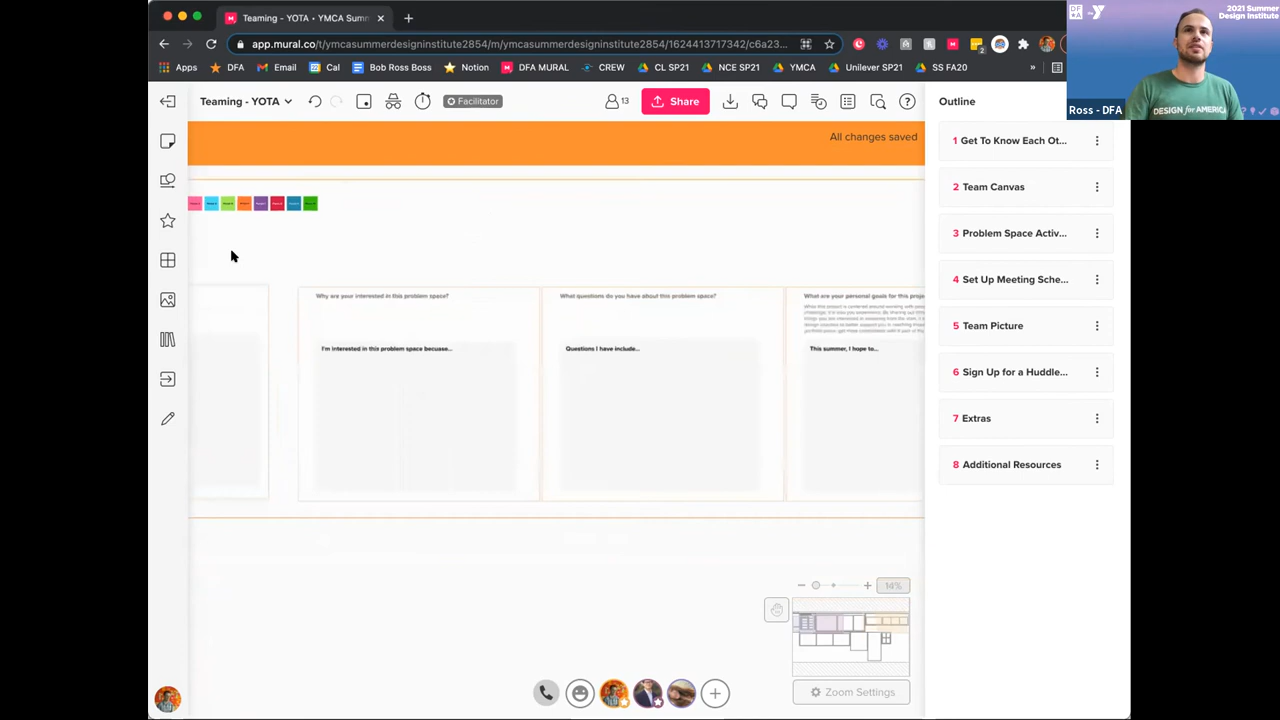 Teaming - YOTA • YMCA Sumn
app.mural.co/t/ymcasummerdesigninstitute2854/m/ymcasummerdesigninstitute2854/1624413717342/c6a23...
Apps
DFA
Email
Cal
Bob Ross Boss
Notion
DFA MURAL
CREW
CL SP21
NCE SP21
YMCA
Unilever SP21
SS FA20
»
Teaming - YOTA
Facilitator
13
Share
Outline
All changes saved
1 Get To Know Each Ot...
2 Team Canvas
3 Problem Space Activ...
4 Set Up Meeting Sche...
5 Team Picture
6 Sign Up for a Huddle...
7 Extras
8 Additional Resources
Why are your interested in this problem space?
What questions do you have about this problem space?
What are your personal goals for this proj
I'm interested in this problem space becuase...
Questions I have include...
This summer, I hope to...
14%
Zoom Settings
2021 Summer
Design Institute
DESIGN for AMERICA
Ross - DFA